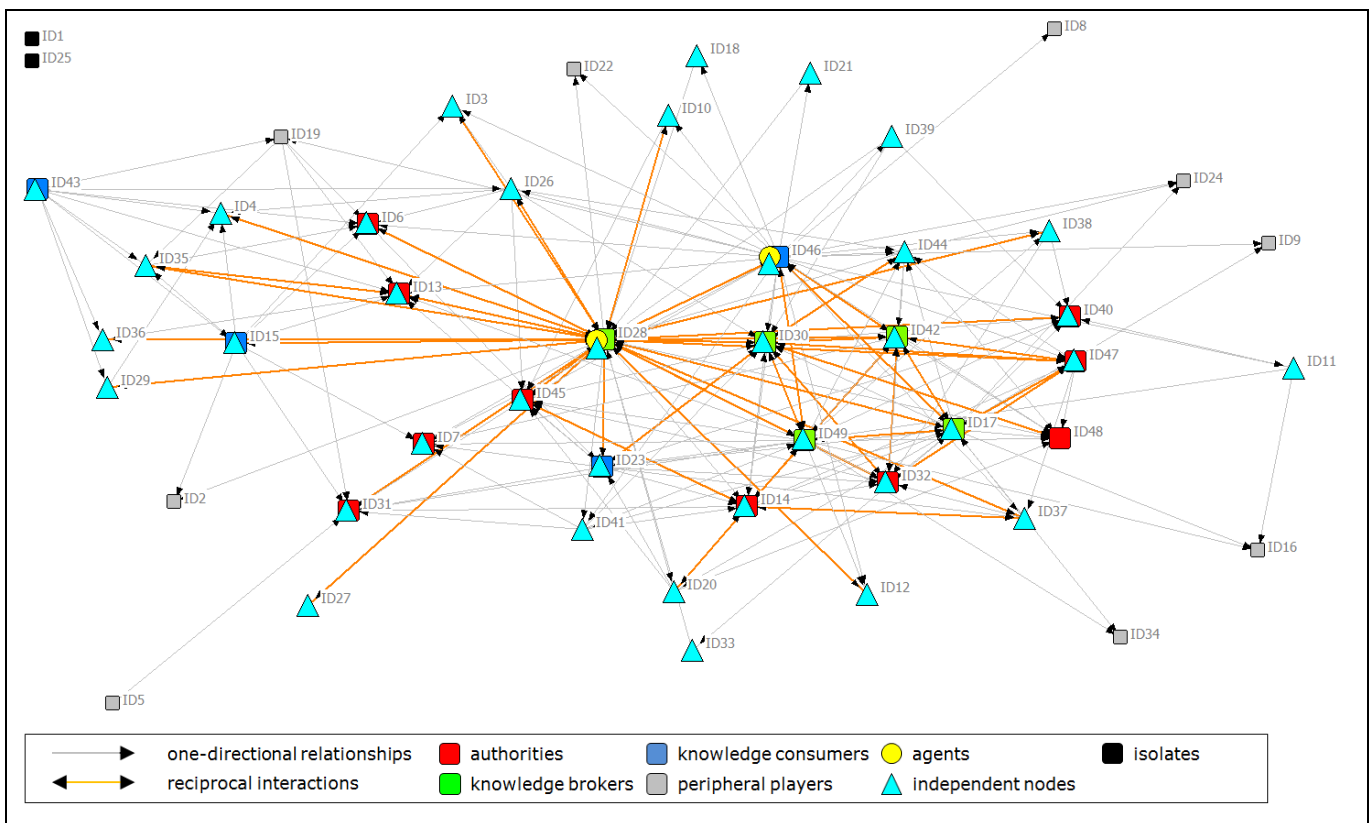 ID1
ID8
ID25
ID18
ID22
ID21
ID3
ID10
ID39
ID19
ID43
ID26
ID24
ID4
ID6
ID38
ID9
ID46
ID44
ID35
ID13
ID40
ID36
ID15
ID28
ID30
ID42
ID47
ID11
ID29
ID45
ID17
ID48
ID7
ID49
ID23
ID32
ID2
ID31
ID14
ID37
ID41
ID16
ID27
ID20
ID12
ID34
ID33
ID5
one-directional relationships authorities knowledge consumers agents isolates
reciprocal interactions knowledge brokers peripheral players independent nodes